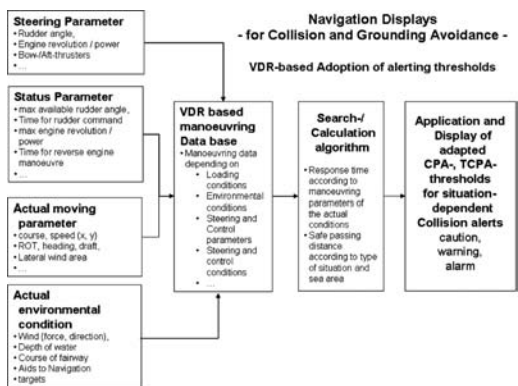 Navigation Displays
- for Collision and Grounding Avoidance -
VDR-based Adoption of alerting thresholds
Steering Parameter
• Rudder angle,
• Engine revolution / power
• Bow-/Aft-thrusters
• ...
Status Parameter
• max available rudder angle,
• Time for rudder command
• max engine revolution /
power
• Time for reverse engine
manoeuvre
• ...
Actual moving
parameter
• course, speed (x, y)
• ROT, heading, draft,
• Lateral wind area
• ...
Actual
environmental
condition
• Wind (force, direction),
• Depth of water
• Course of fairway
• Aids to Navigation
• targets
VDR based
manoeuvring
Data base
• Manoeuvring data
depending on
• Loading
conditions
• Environmental
conditions
• Steering and
Control
parameters
• Steering and
control
conditions
• ...
Search-/
Calculation
algorithm
• Response time
according to
manoeuvring
parameters of
the actual
conditions
• Safe passing
distance
according to type
of situation and
sea area
Application and
Display of
adapted
CPA-, TCPA-
thresholds
for situation-
dependent
Collision alerts
caution,
warning,
alarm